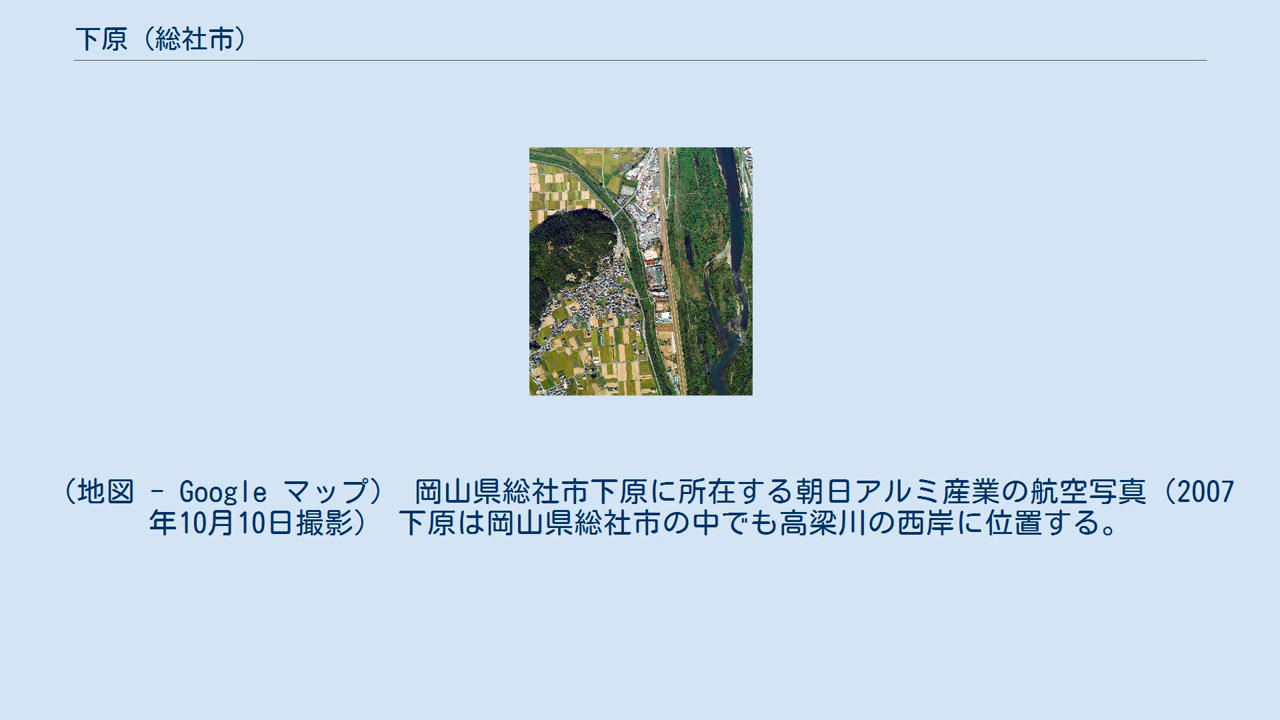 下原（総社市）
（地図 - Google マップ） 岡山県総社市下原に所在する朝日アルミ産業の航空写真（2007
年10月10日撮影） 下原は岡山県総社市の中でも高梁川の西岸に位置する。